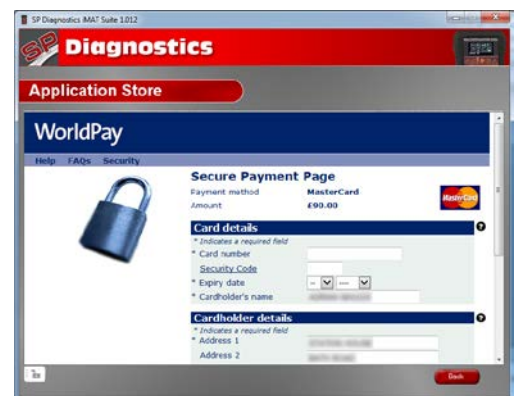 SP Diagnostics iMAT Suite 1.012
SP Diagnostics
Application Store
WorldPay
Help FAQs Security
Secure Payment Page
Payment method MasterCard
Amount £90.00
MasterCard
Card details
* Indicates a required field
* Card number
Security Code
* Expiry date
* Cardholder's name
Cardholder details
* Indicates a required field
* Address 1
Address 2